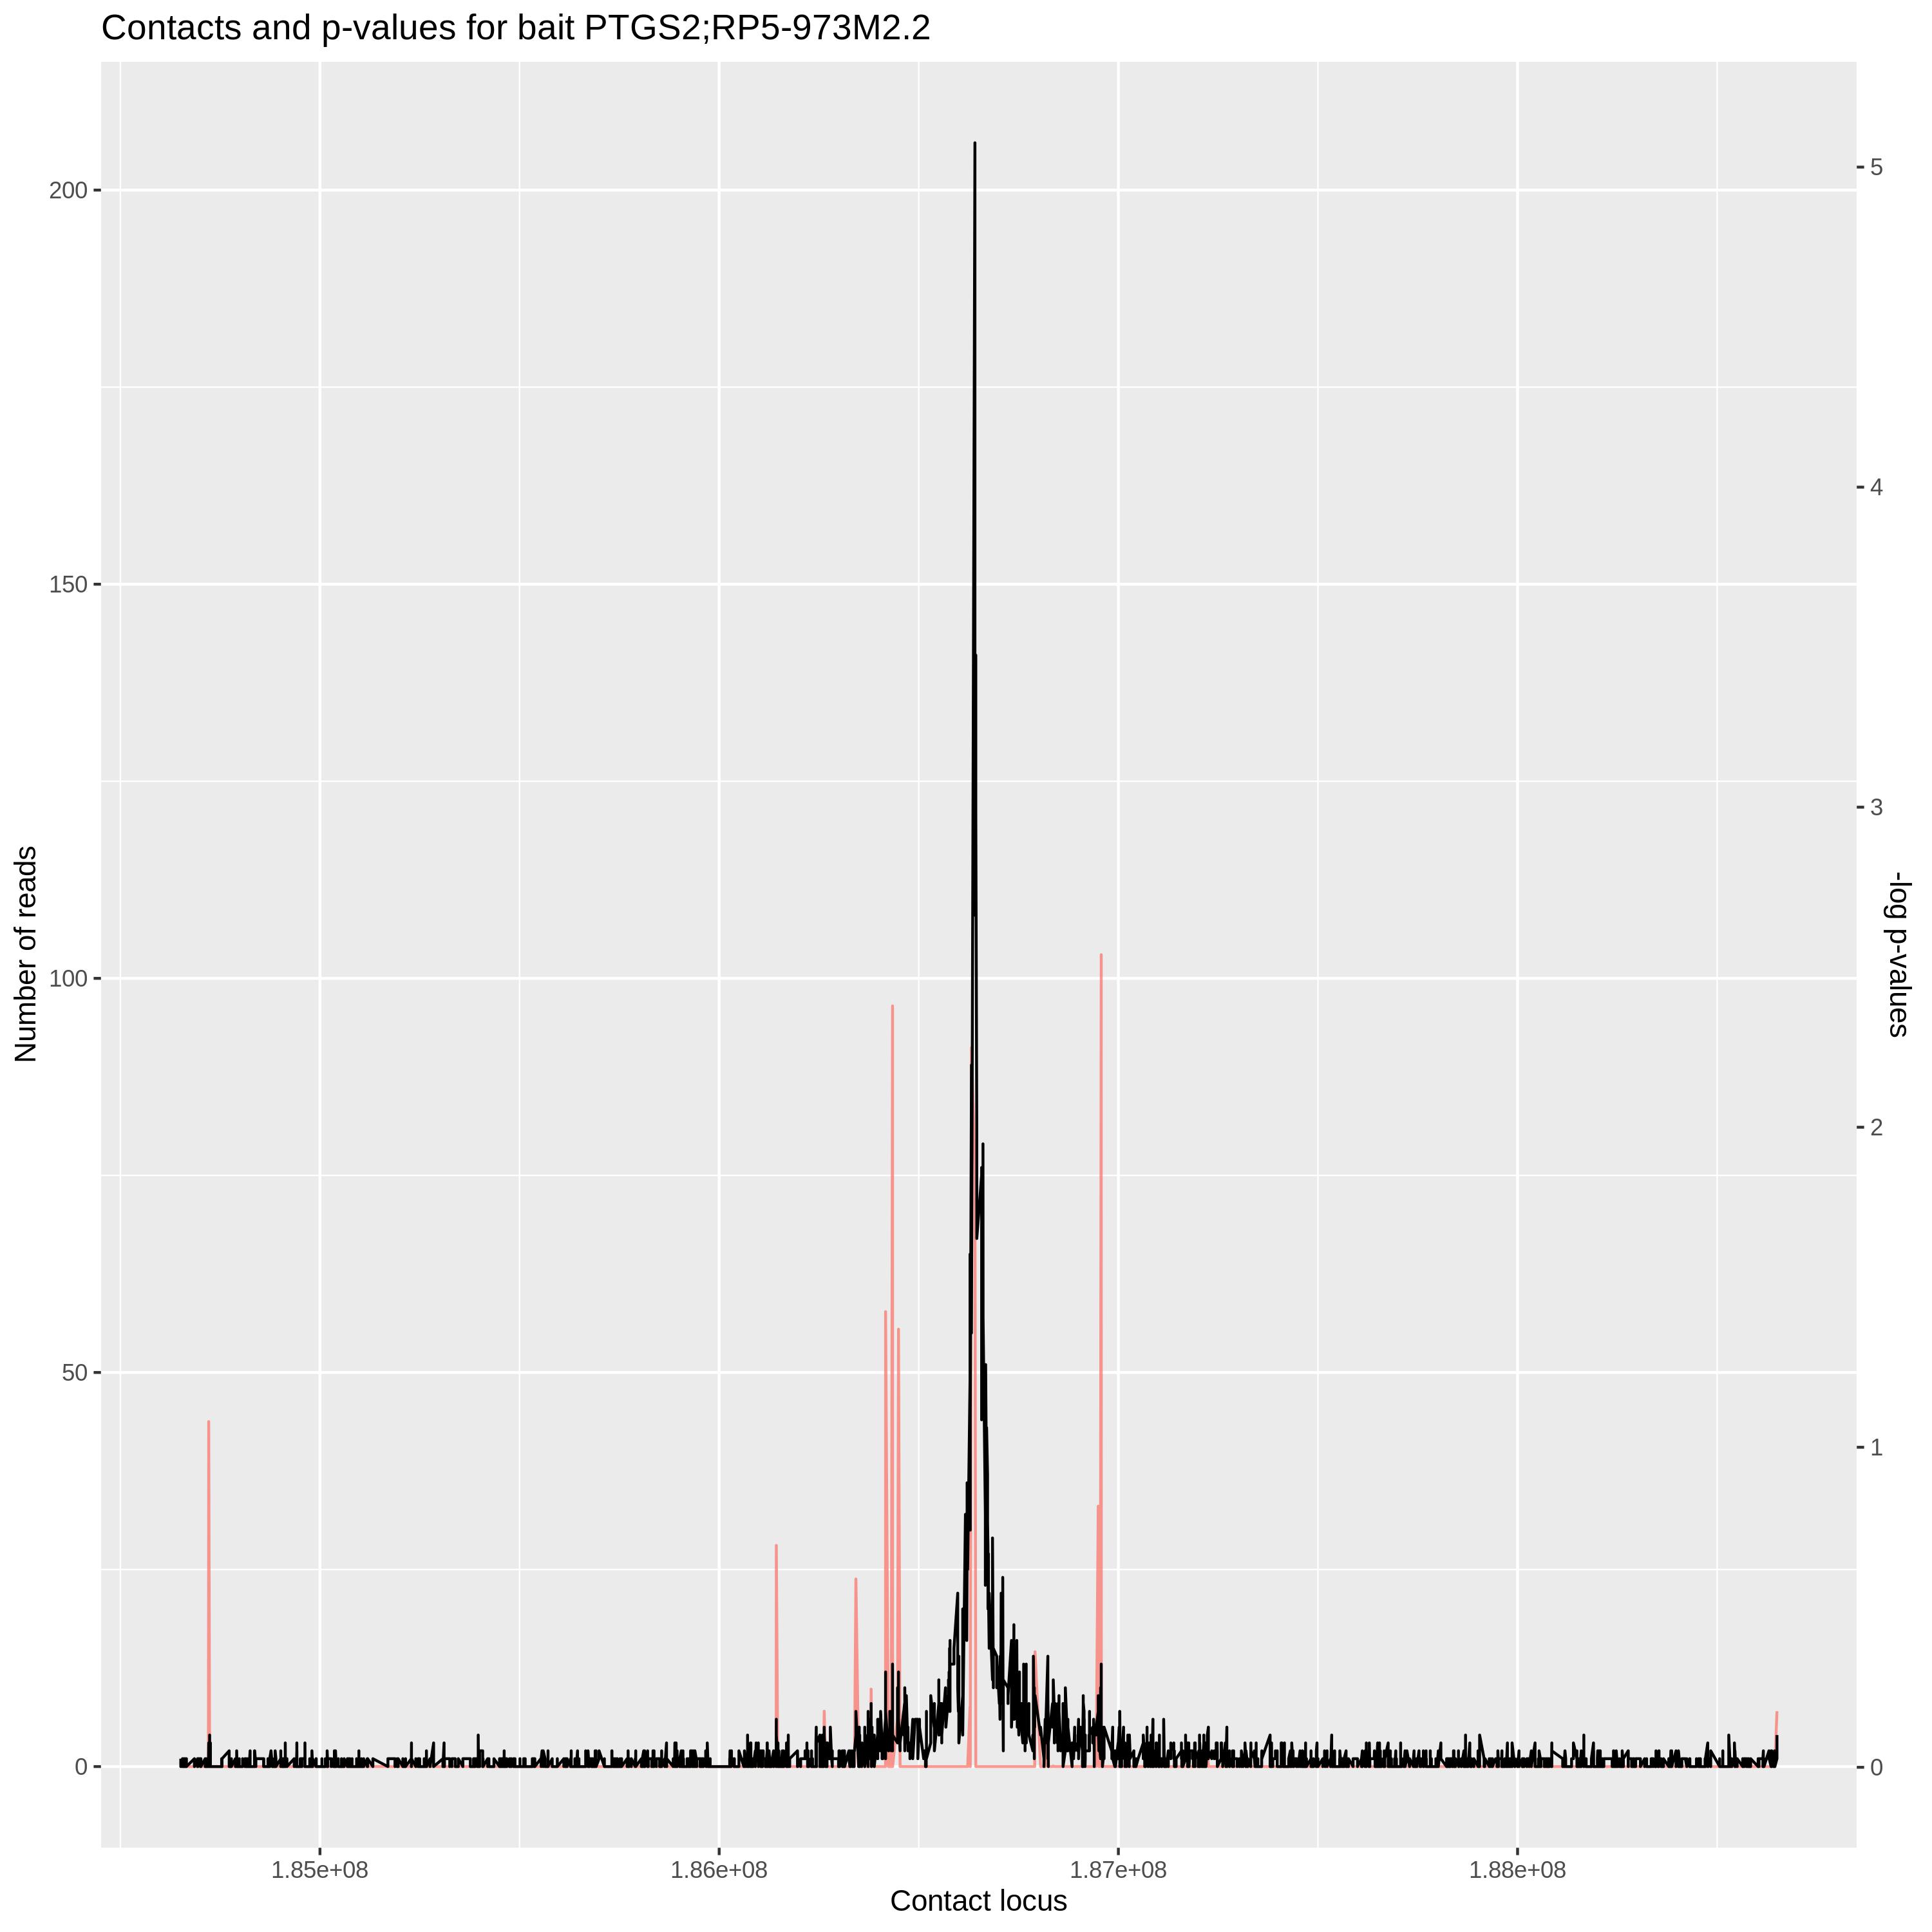 Contacts and p-values for bait PTGS2;RP5-973M2.2
Number of reads
200
150
100
50
0
5
4
3
2
1
0
-log p-values
1.85e+08
1.86e+08
1.87e+08
1.88e+08
Contact locus